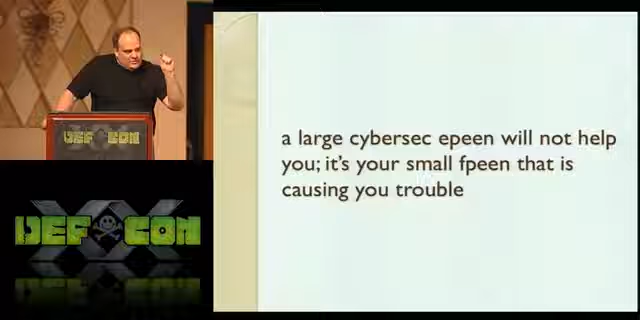 DEF CON
a large cybersec epeen will not help
you; it's your small fpeen that is
causing you trouble
DEF CON
XX